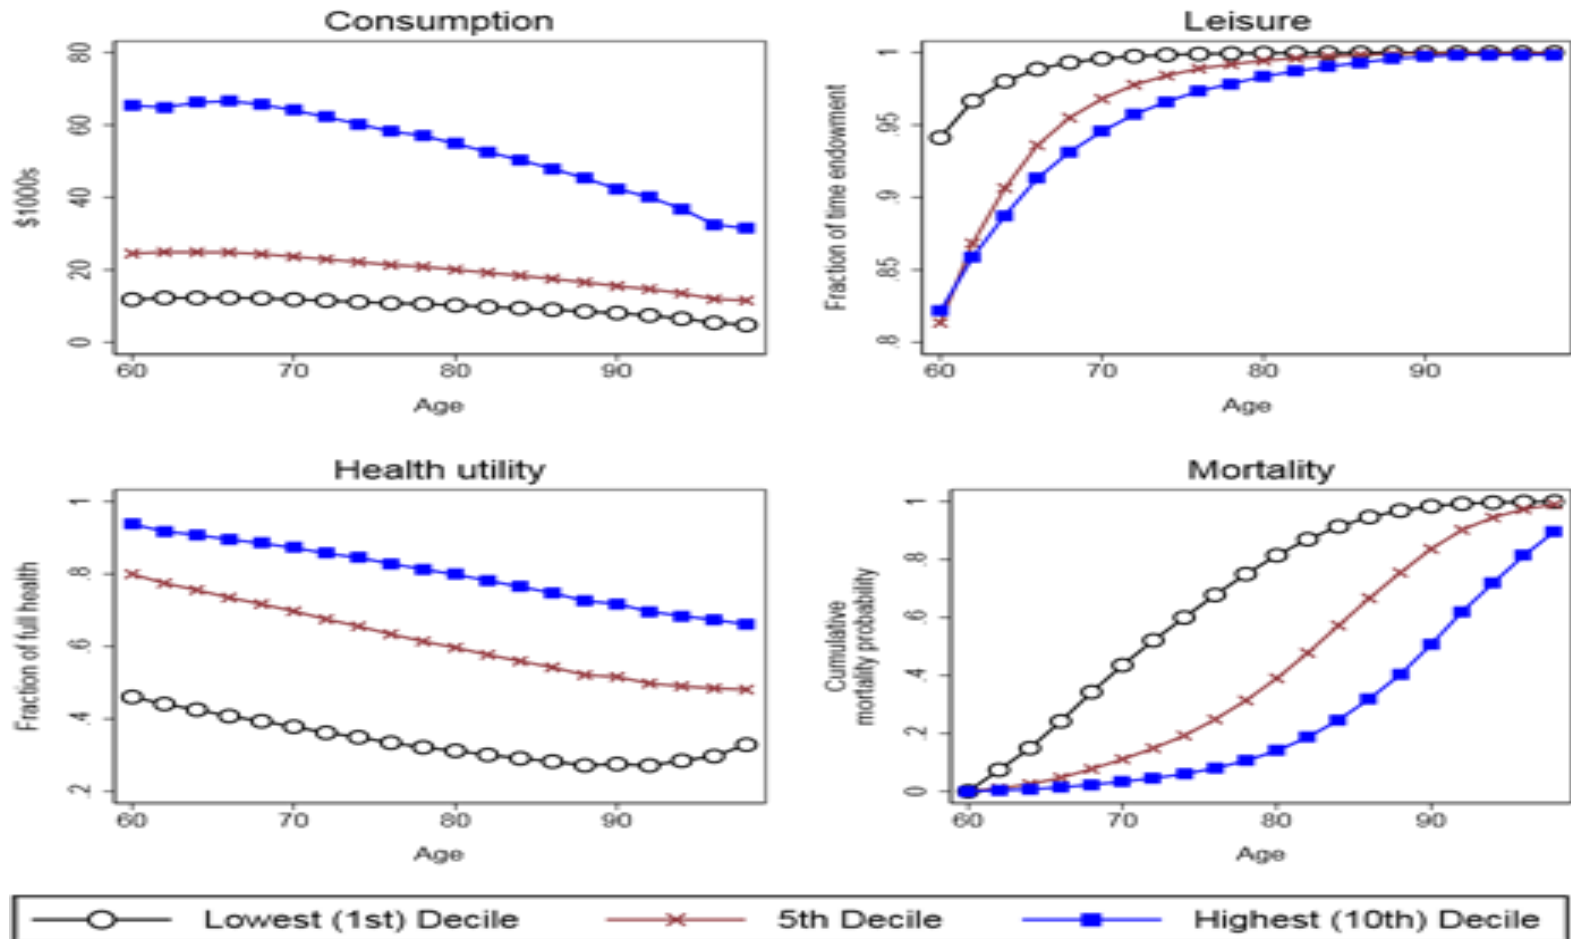 Consumption
80
60
40
20
0
$1000s
60 70 80 90
Age
Leisure
1
.95
.9
.85
.8
Fraction of time endowment
60 70 80 90
Age
Health utility
1
.8
.6
.4
.2
Fraction of full health
60 70 80 90
Age
Mortality
1
.8
.6
.4
.2
0
Cumulative
mortality probability
60 70 80 90
Age
Lowest (1st) Decile 5th Decile Highest (10th) Decile